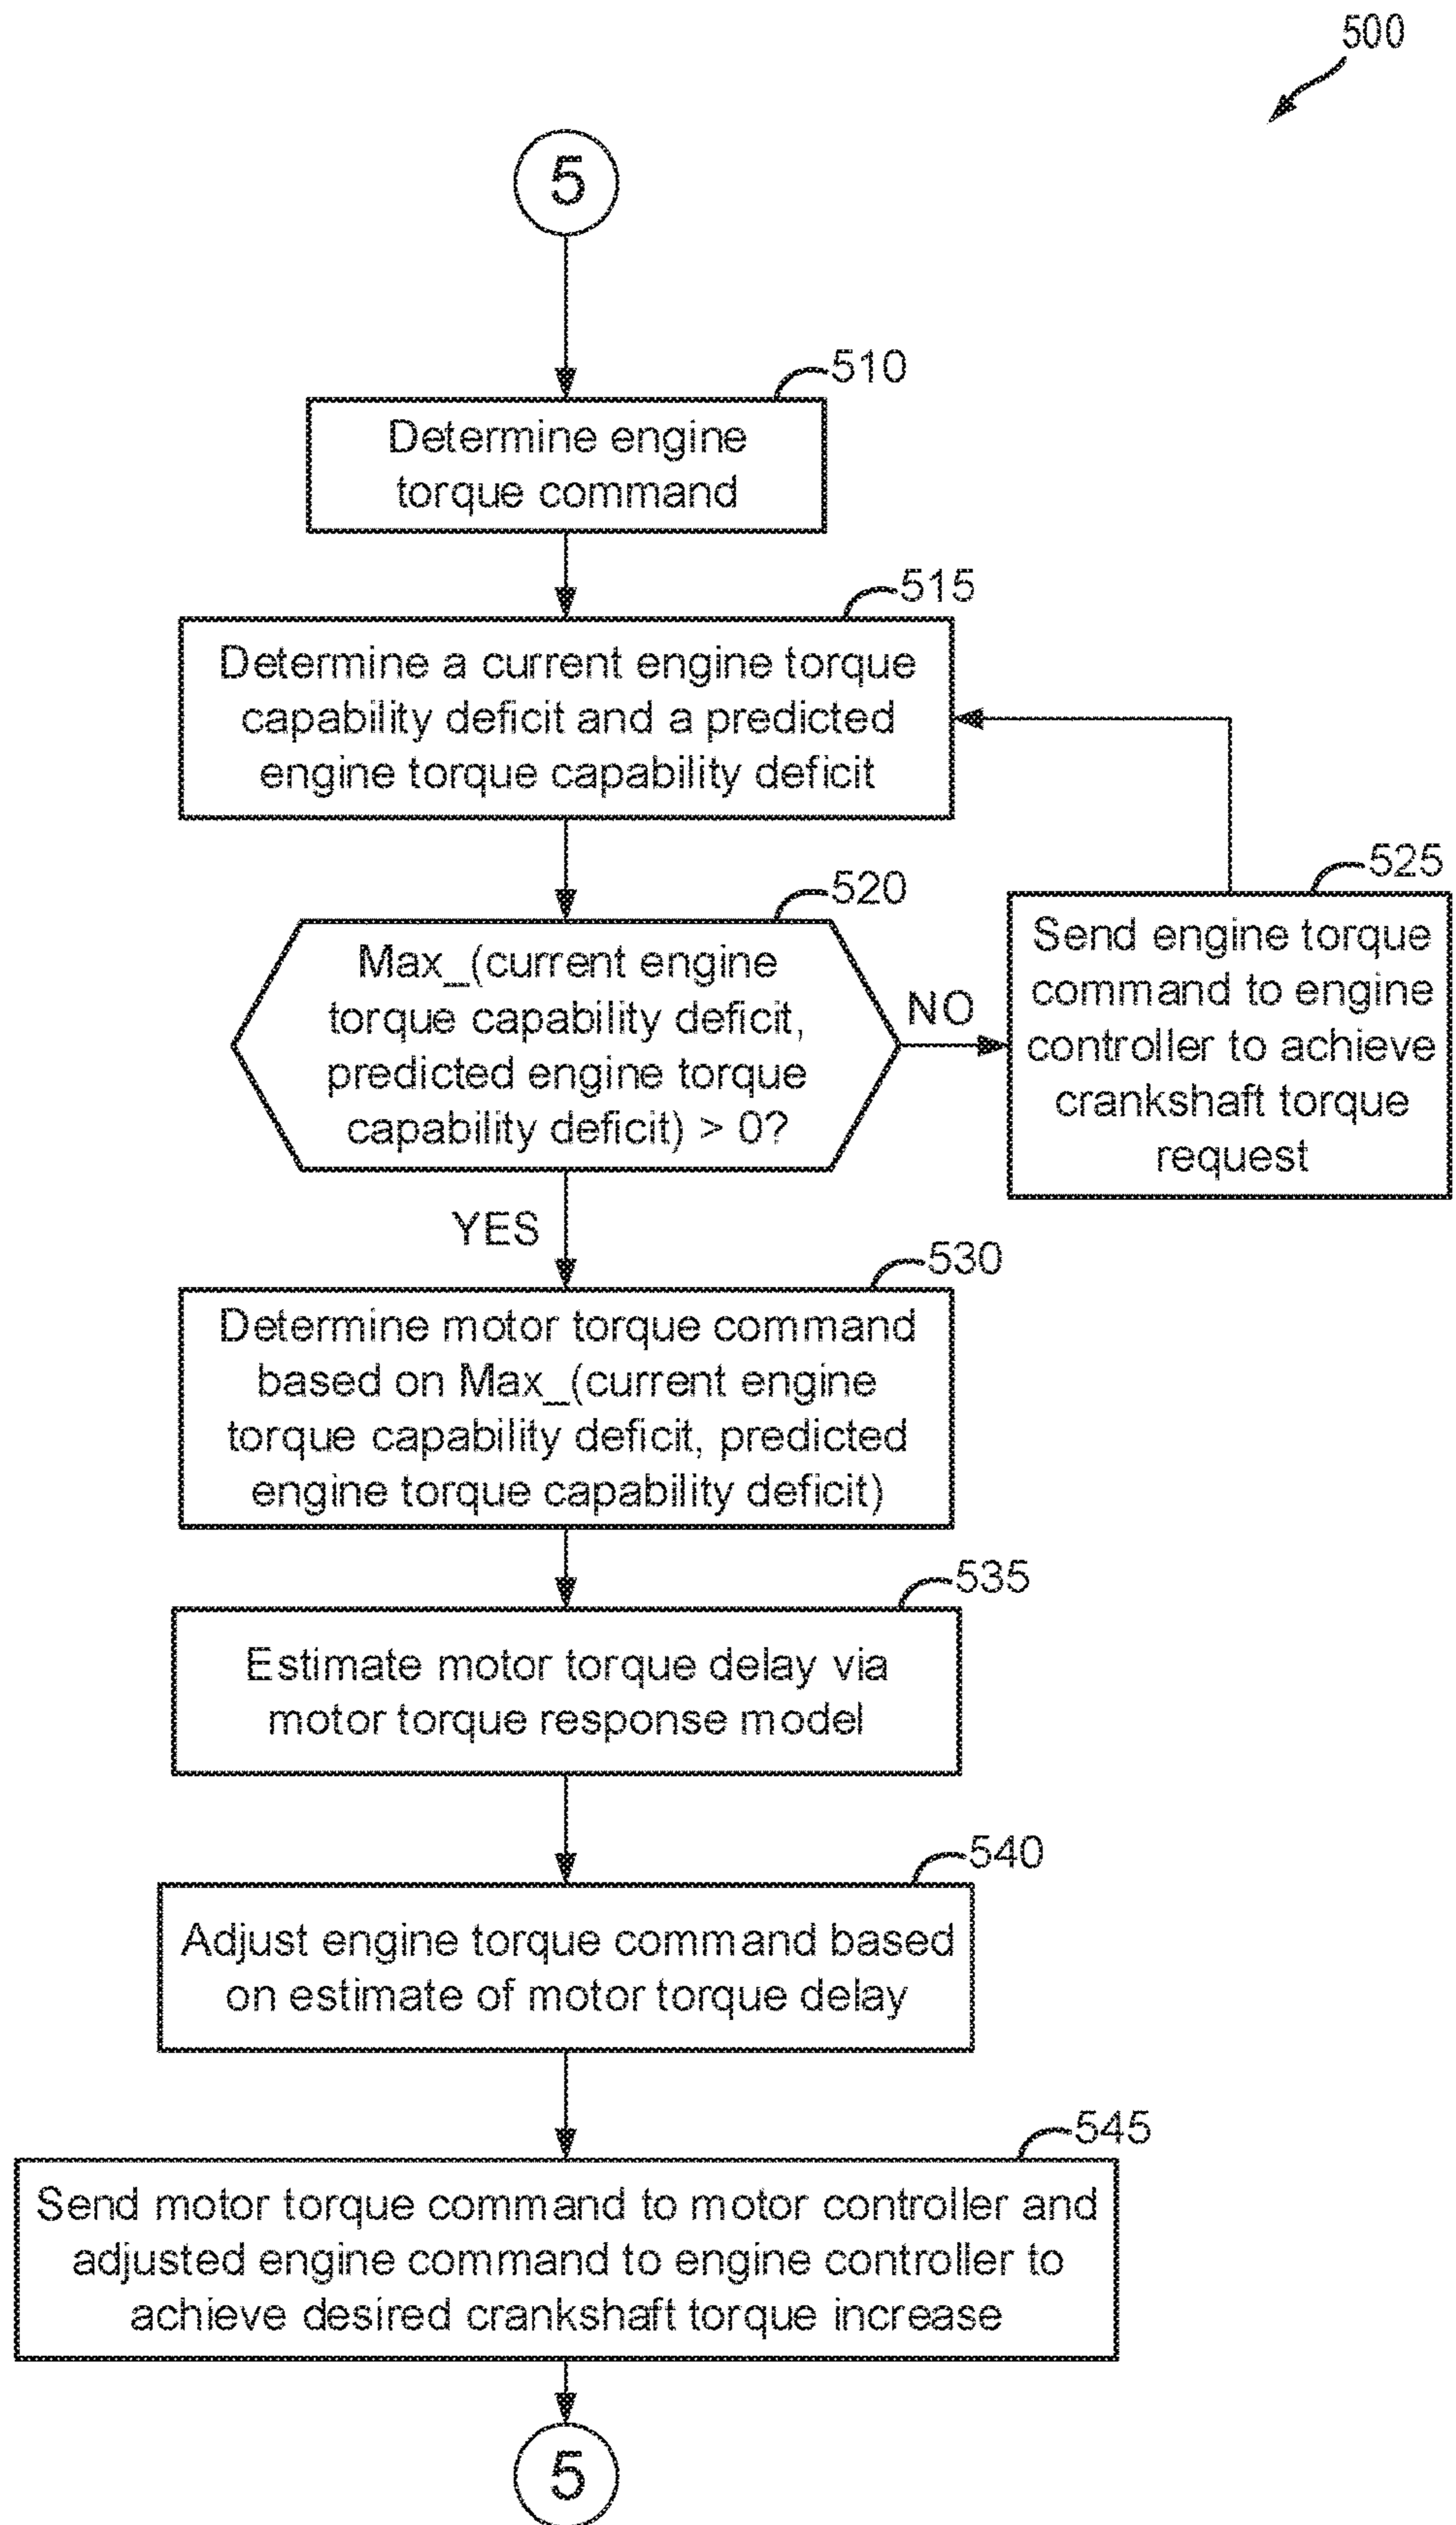 500
5
510
Determine engine
torque command
515
Determine a current engine torque
capability deficit and a predicted
engine torque capability deficit
520
Max_(current engine
torque capability deficit,
predicted engine torque
capability deficit) > 0?
NO
525
Send engine torque
command to engine
controller to achieve
crankshaft torque
request
YES
530
Determine motor torque command
based on Max_(current engine
torque capability deficit, predicted
engine torque capability deficit)
535
Estimate motor torque delay via
motor torque response model
540
Adjust engine torque command based
on estimate of motor torque delay
545
Send motor torque command to motor controller and
adjusted engine command to engine controller to
achieve desired crankshaft torque increase
5